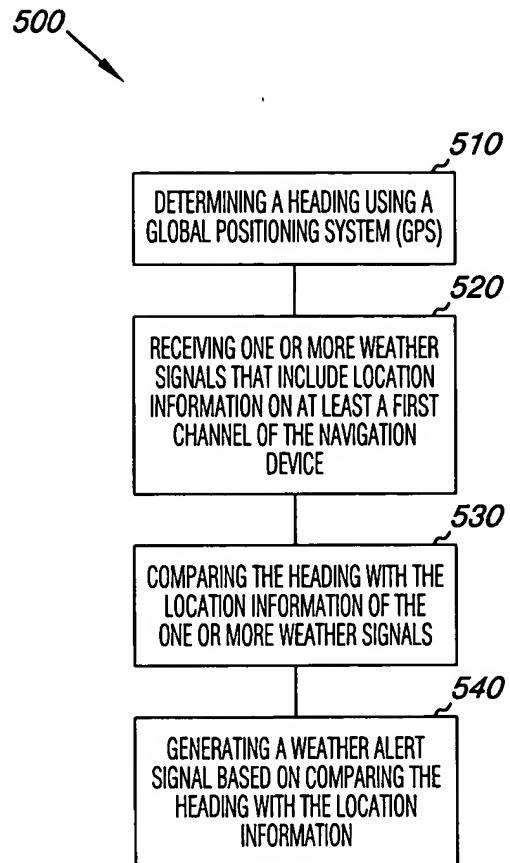 500
510
DETERMINING A HEADING USING A
GLOBAL POSITIONING SYSTEM (GPS)
520
RECEIVING ONE OR MORE WEATHER
SIGNALS THAT INCLUDE LOCATION
INFORMATION ON AT LEAST A FIRST
CHANNEL OF THE NAVIGATION
DEVICE
530
COMPARING THE HEADING WITH THE
LOCATION INFORMATION OF THE
ONE OR MORE WEATHER SIGNALS
540
GENERATING A WEATHER ALERT
SIGNAL BASED ON COMPARING THE
HEADING WITH THE LOCATION
INFORMATION